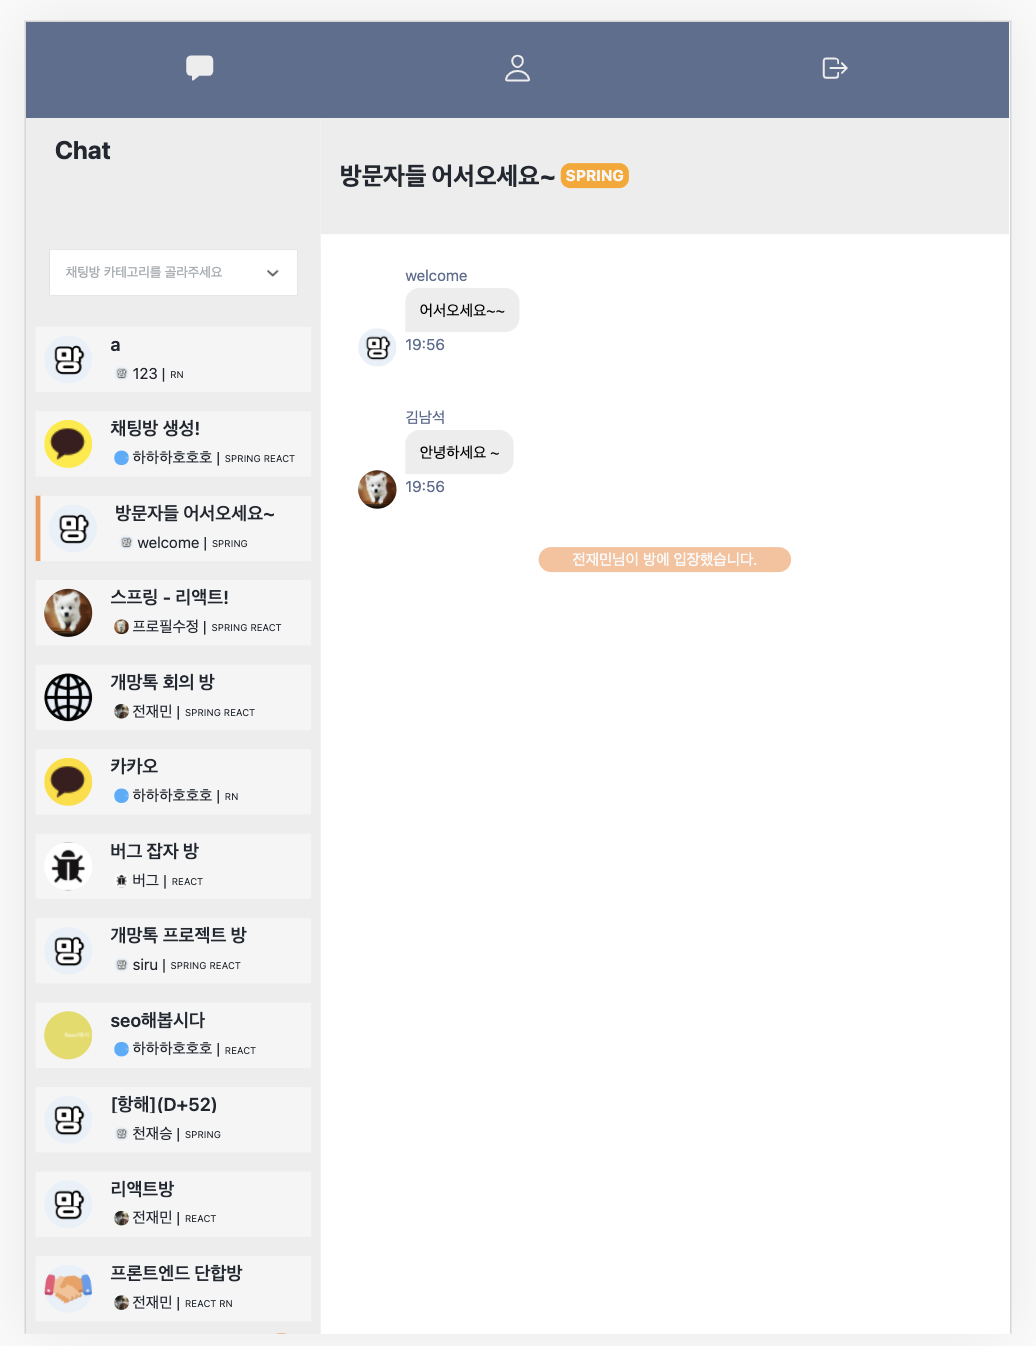 Chat
채팅방 카테고리를 골라주세요
a
123 | RN
채팅방 생성!
하하하호호호 | SPRING REACT
방문자들 어서오세요~
welcome | SPRING
스프링 - 리액트!
프로필수정 | SPRING REACT
개망톡 회의 방
전재민 | SPRING REACT
카카오
하하하호호호 | RN
버그 잡자 방
버그 | REACT
개망톡 프로젝트 방
siru | SPRING REACT
seo해봅시다
하하하호호호 | REACT
[항해](D+52)
천재승 | SPRING
리액트방
전재민 | REACT
프론트엔드 단합방
전재민 | REACT RN
방문자들 어서오세요~ SPRING
welcome
어서오세요~~
19:56
김남석
안녕하세요 ~
19:56
전재민님이 방에 입장했습니다.